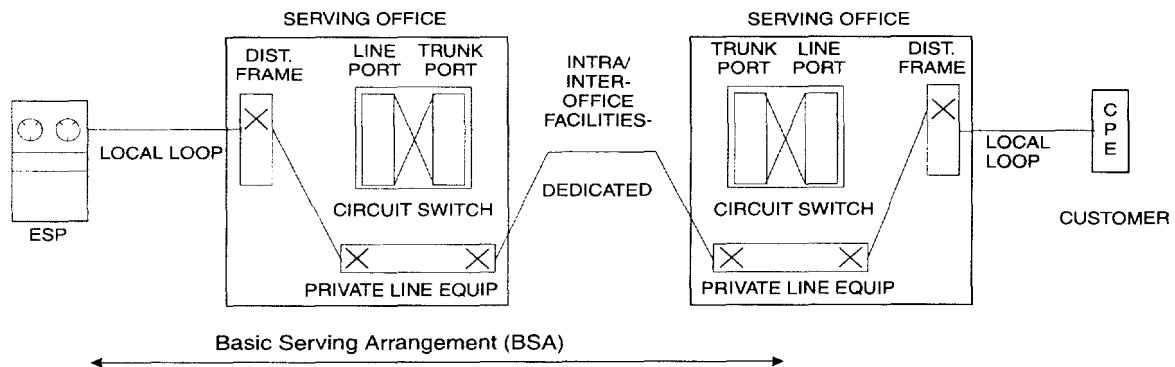 SERVING OFFICE
DIST.
FRAME
LINE
PORT
TRUNK
PORT
CIRCUIT SWITCH
PRIVATE LINE EQUIP
LOCAL LOOP
ESP
INTRA/
INTER-
OFFICE
FACILITIES-
DEDICATED
SERVING OFFICE
TRUNK
PORT
LINE
PORT
DIST.
FRAME
CIRCUIT SWITCH
PRIVATE LINE EQUIP
LOCAL
LOOP
C
P
E
CUSTOMER
Basic Serving Arrangement (BSA)